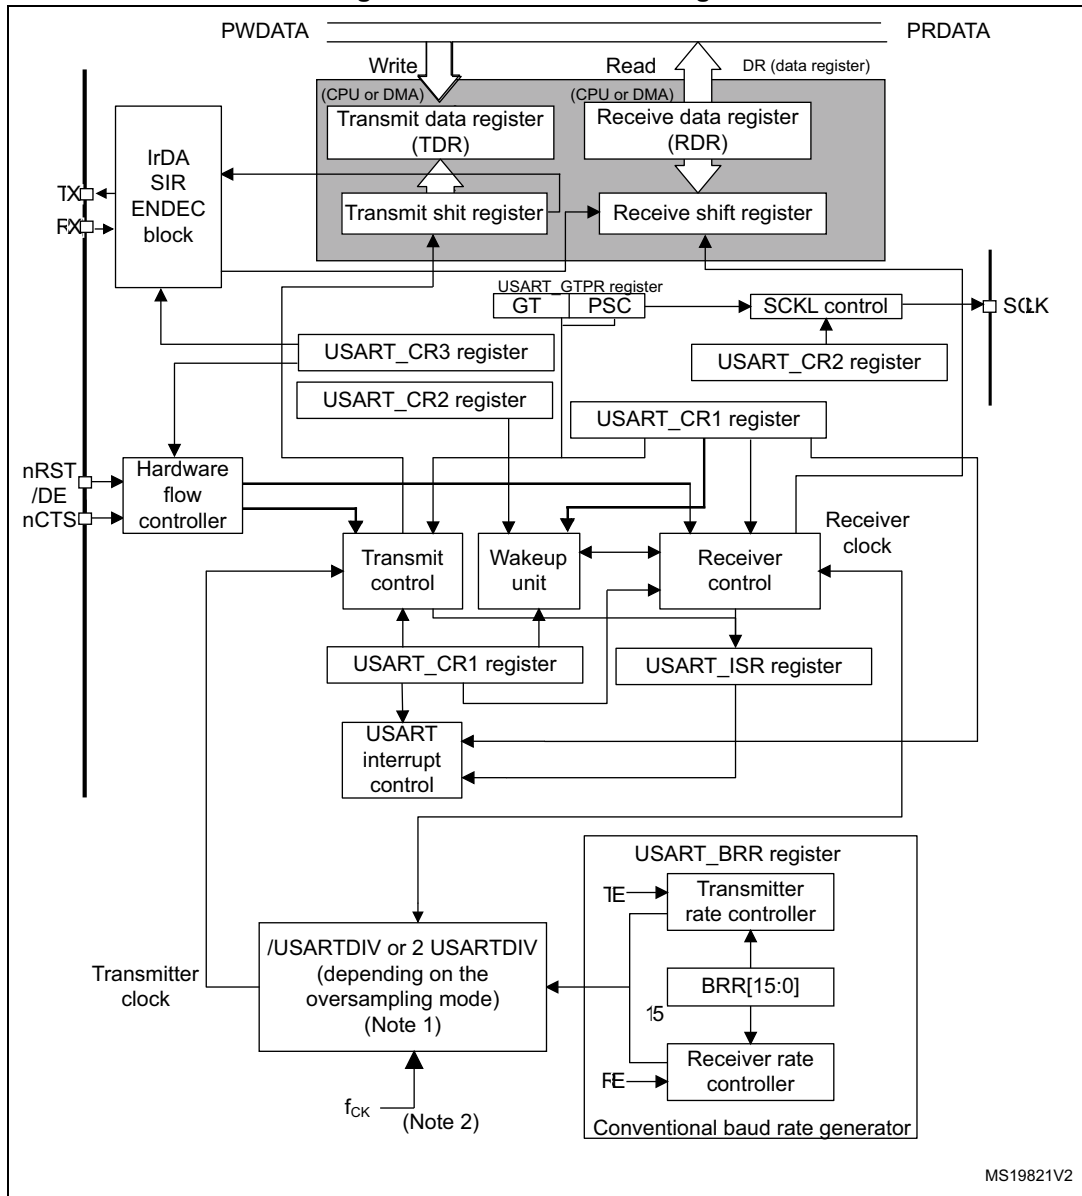 PWDATA
PRDATA
Write
Read
DR (data register)
(CPU or DMA)
(CPU or DMA)
Transmit data register
(TDR)
Receive data register
(RDR)
IrDA
SIR
ENDEC
block
TX
RX
Transmit shit register
Receive shift register
USART_GTPR register
GT
PSC
SCKL control
SCLK
USART_CR3 register
USART_CR2 register
USART_CR2 register
USART_CR1 register
nRST
/DE
nCTS
Hardware
flow
controller
Receiver
clock
Transmit
control
Wakeup
unit
Receiver
control
USART_CR1 register
USART_ISR register
USART
interrupt
control
USART_BRR register
TE
Transmitter
rate controller
/USARTDIV or 2 USARTDIV
(depending on the
oversampling mode)
(Note 1)
Transmitter
clock
BRR[15:0]
15
Receiver rate
controller
RE
fCK
(Note 2)
Conventional baud rate generator
MS19821V2